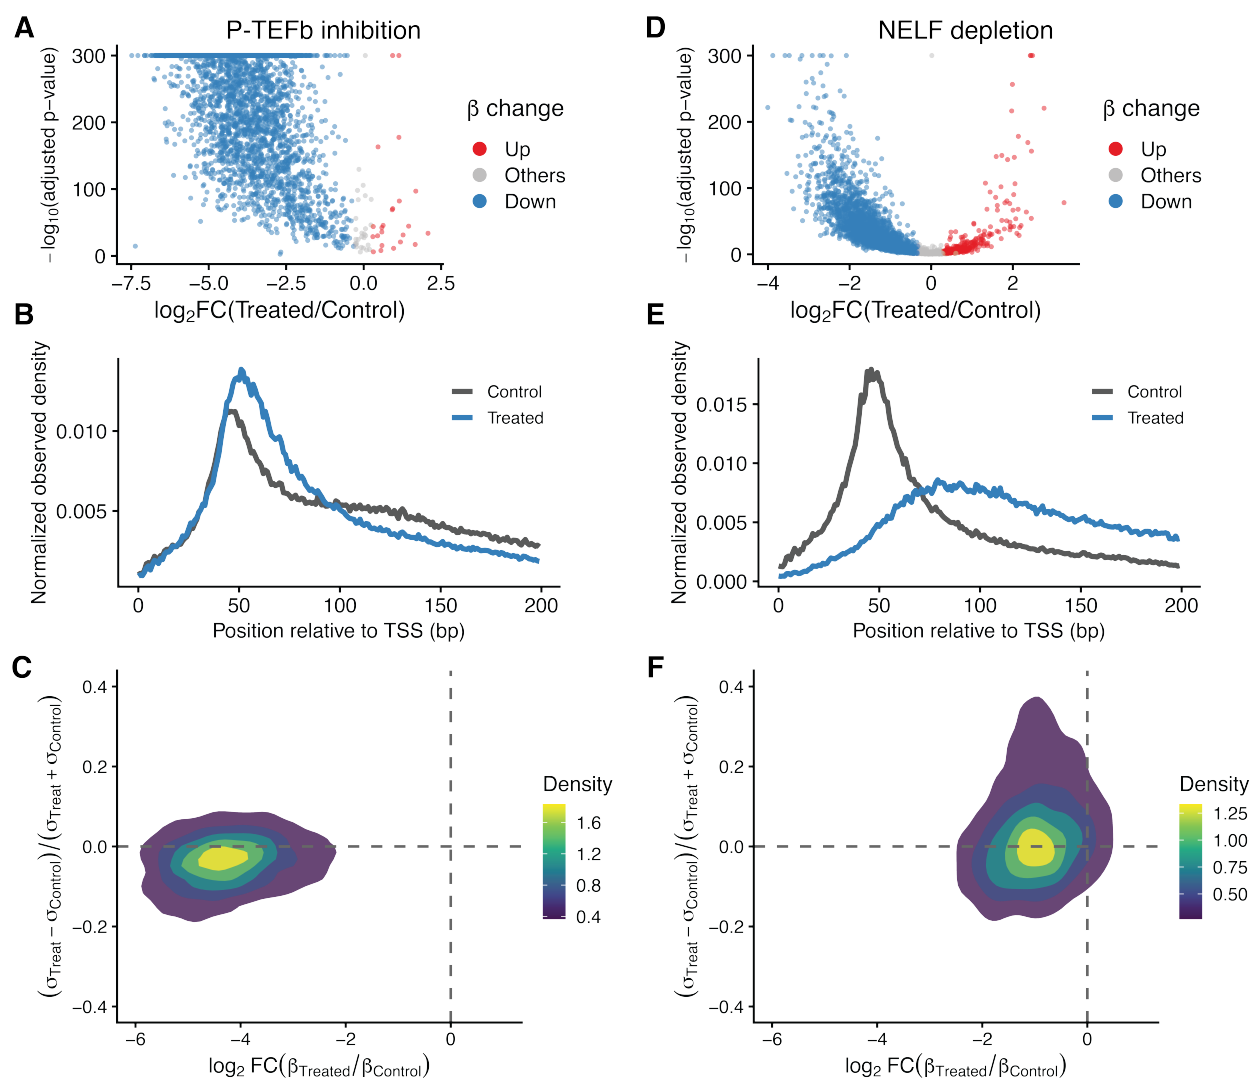 A
P-TEFb inhibition
−log10(adjusted p−value)
300
200
100
0
−7.5 −5.0 −2.5 0.0 2.5
log2FC(Treated/Control)
β change
Up
Others
Down
D
NELF depletion
−log10(adjusted p−value)
300
200
100
0
−4 −2 0 2
log2FC(Treated/Control)
β change
Up
Others
Down
B
Normalized observed density
0.010
0.005
0 50 100 150 200
Position relative to TSS (bp)
Control
Treated
E
Normalized observed density
0.015
0.010
0.005
0.000
0 50 100 150 200
Position relative to TSS (bp)
Control
Treated
C
(σTreat − σControl)/(σTreat + σControl)
0.4
0.2
0.0
−0.2
−0.4
−6 −4 −2 0
log2 FC(βTreated/βControl)
Density
1.6
1.2
0.8
0.4
F
(σTreat − σControl)/(σTreat + σControl)
0.4
0.2
0.0
−0.2
−0.4
−6 −4 −2 0
log2 FC(βTreated/βControl)
Density
1.25
1.00
0.75
0.50